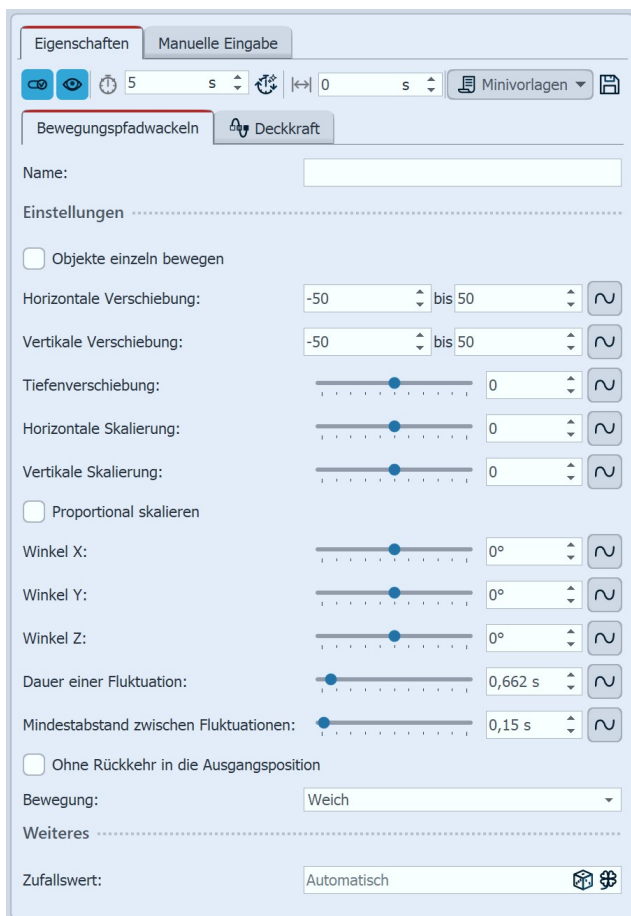 Eigenschaften Manuelle Eingabe
5 s 0 s Minivorlagen
Bewegungspfadwackeln Deckkraft
Name:
Einstellungen
Objekte einzeln bewegen
Horizontale Verschiebung: -50 bis 50
Vertikale Verschiebung: -50 bis 50
Tiefenverschiebung: 0
Horizontale Skalierung: 0
Vertikale Skalierung: 0
Proportional skalieren
Winkel X: 0°
Winkel Y: 0°
Winkel Z: 0°
Dauer einer Fluktuation: 0,662 s
Mindestabstand zwischen Fluktuationen: 0,15 s
Ohne Rückkehr in die Ausgangsposition
Bewegung: Weich
Weiteres
Zufallswert: Automatisch